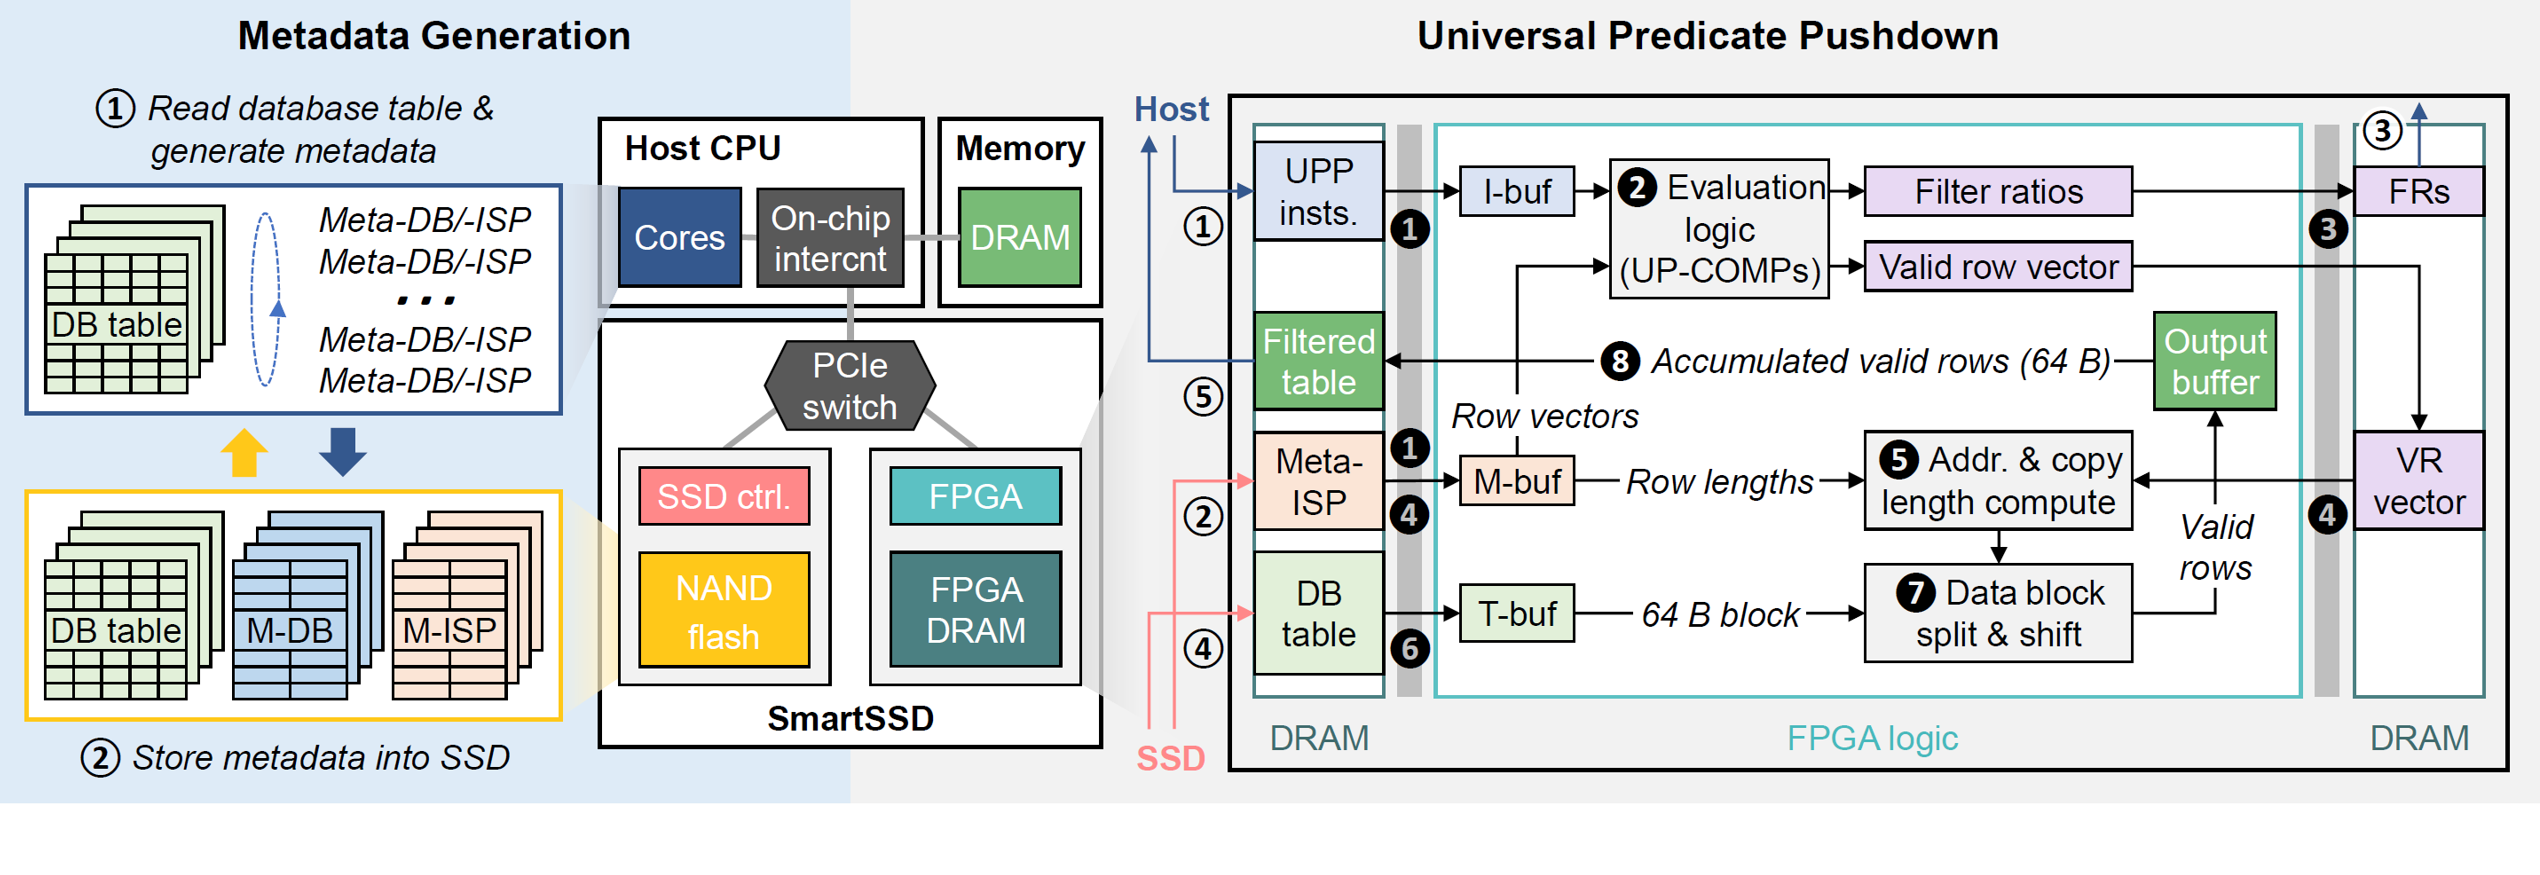 Metadata Generation
① Read database table &
generate metadata
Meta-DB/-ISP
Meta-DB/-ISP
...
Meta-DB/-ISP
Meta-DB/-ISP
DB table
DB table
M-DB
M-ISP
② Store metadata into SSD
Host CPU
Cores
On-chip
intercnt
Memory
DRAM
PCIe
switch
SSD ctrl.
NAND
flash
FPGA
FPGA
DRAM
SmartSSD
Universal Predicate Pushdown
Host
①
⑤
②
④
SSD
UPP
insts.
Filtered
table
Meta-
ISP
DB
table
DRAM
❶
❶
❹
❻
I-buf
❷ Evaluation
logic
(UP-COMPs)
Filter ratios
Valid row vector
❽ Accumulated valid rows (64 B)
Output
buffer
Row vectors
M-buf
Row lengths
❺ Addr. & copy
length compute
Valid
rows
T-buf
64 B block
❼ Data block
split & shift
FPGA logic
❸
❹
③
FRs
VR
vector
DRAM